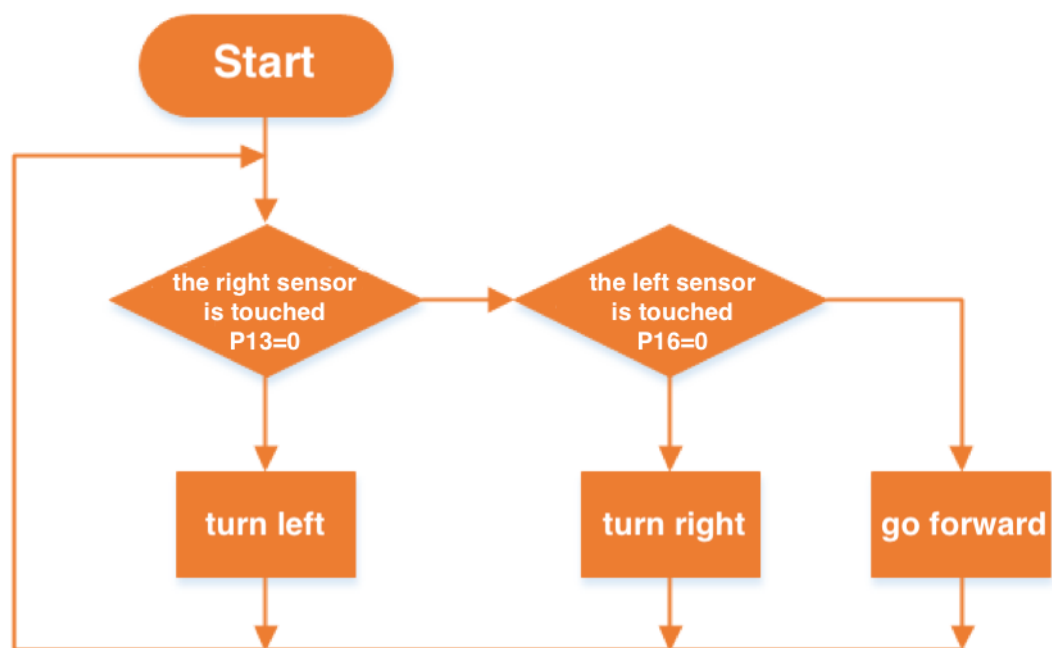 Start
the right sensor
is touched
P13=0
the left sensor
is touched
P16=0
turn left
turn right
go forward